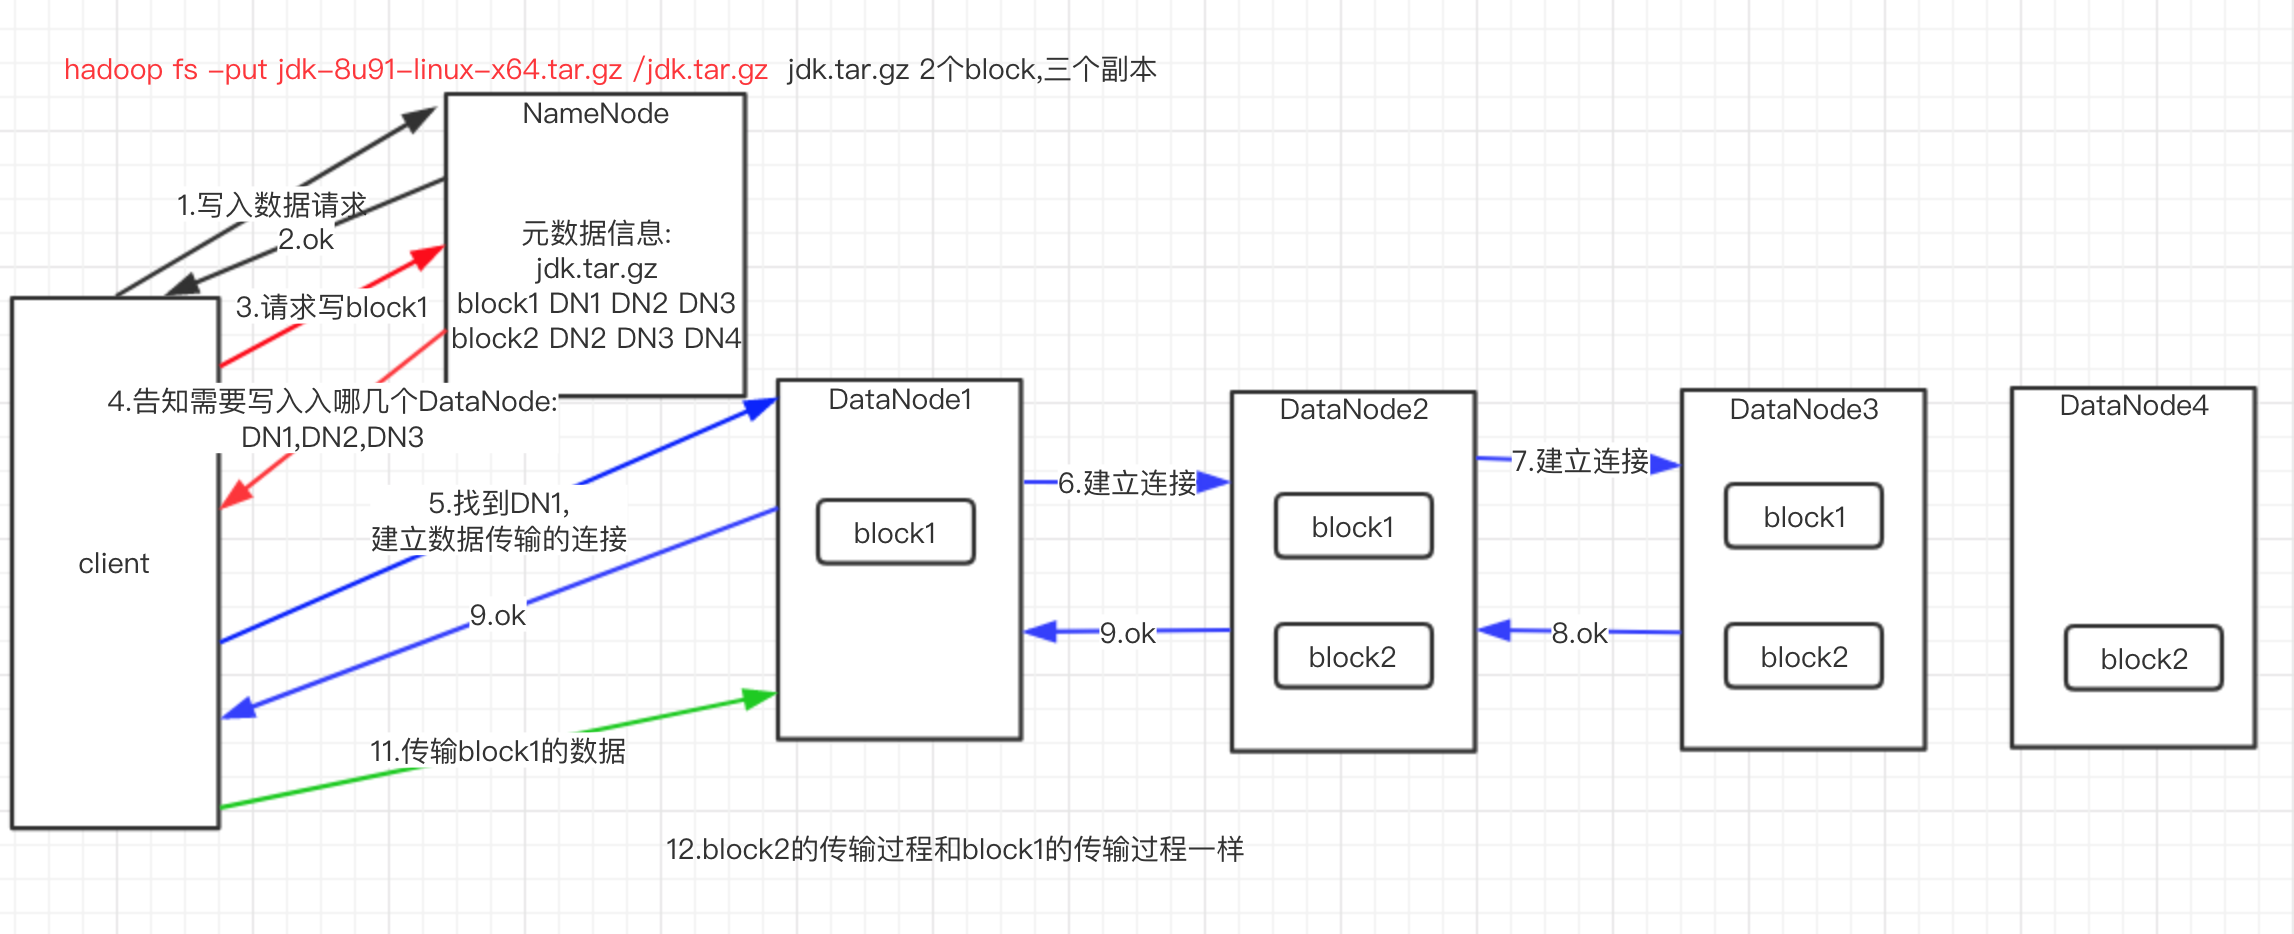 hadoop fs -put jdk-8u91-linux-x64.tar.gz /jdk.tar.gz jdk.tar.gz 2个block,三个副本
NameNode
1.写入数据请求
2.ok
元数据信息:
jdk.tar.gz
block1 DN1 DN2 DN3
block2 DN2 DN3 DN4
3.请求写block1
4.告知需要写入入哪几个DataNode:
DN1,DN2,DN3
client
5.找到DN1,
建立数据传输的连接
9.ok
11.传输block1的数据
DataNode1
block1
6.建立连接
9.ok
DataNode2
block1
block2
7.建立连接
8.ok
DataNode3
block1
block2
DataNode4
block2
12.block2的传输过程和block1的传输过程一样